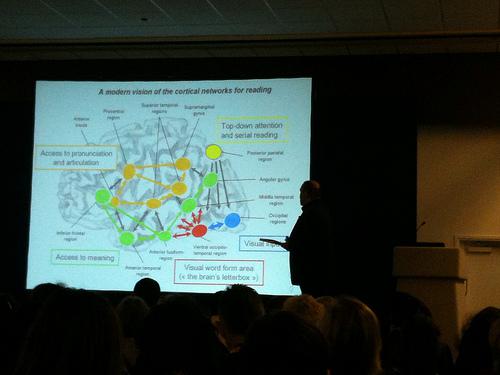 A modern vision of the cortical networks for reading
Superior temporal
regions
Supramarginal
gyrus
Precentral
region
Anterior
insula
Top-down attention
and serial reading
Access to pronunciation
and articulation
Posterior parietal
region
Angular gyrus
Middle temporal
region
Occipital
regions
Inferior frontal
region
Visual inpu
Access to meaning
Anterior fusiform
region
Ventral occipito-
temporal region
Anterior temporal
region
Visual word form area
(« the brain's letterbox »)